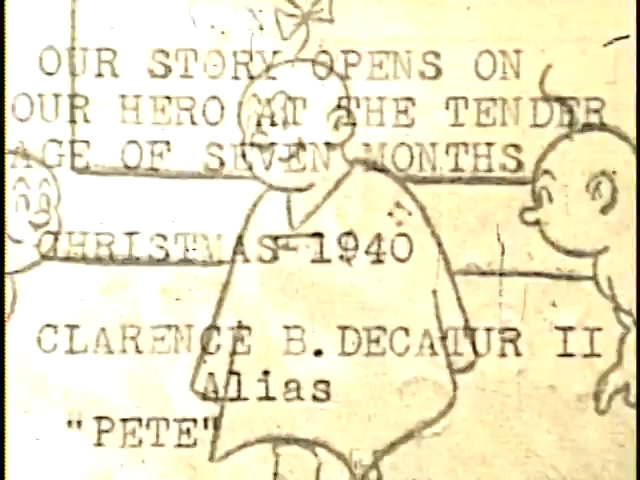 OUR STORY OPENS ON
OUR HERO AT THE TENDER
AGE OF SEVEN MONTHS
CHRISTMAS-1940
CLARENCE B. DECATUR II
Alias
"PETE"